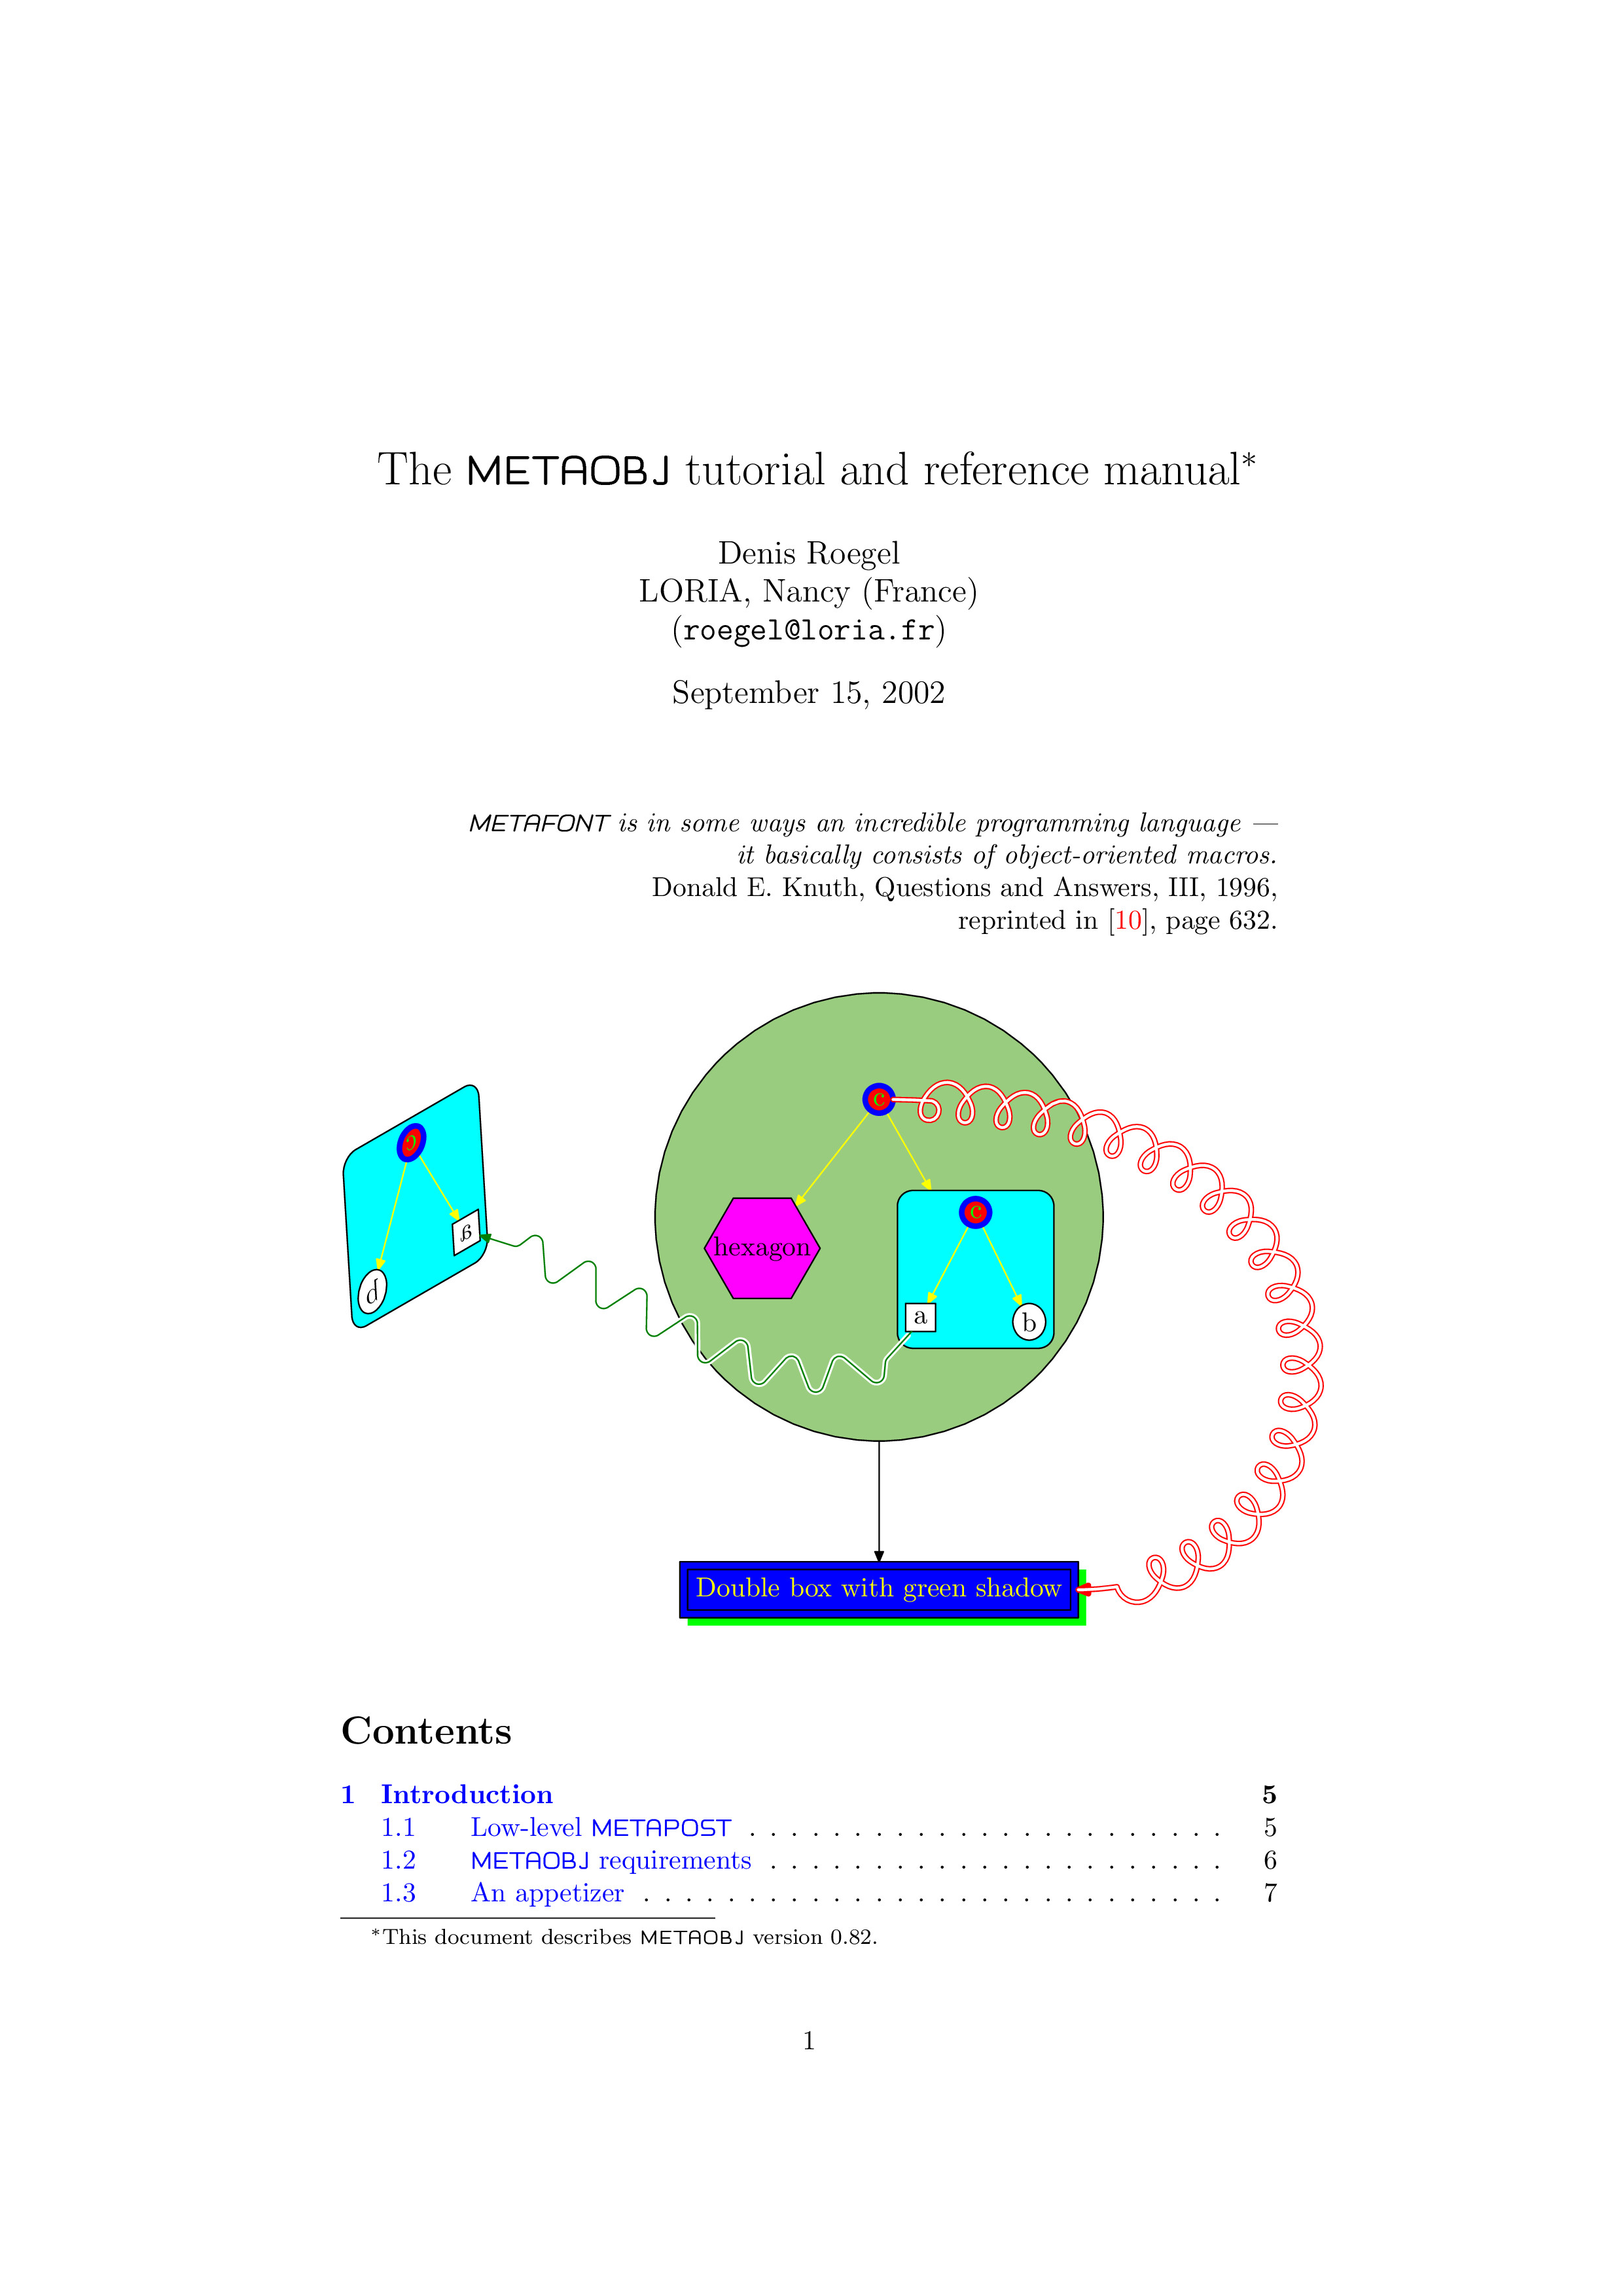 The METAOBJ tutorial and reference manual*
Denis Roegel
LORIA, Nancy (France)
(roegel@loria.fr)
September 15, 2002
METAFONT is in some ways an incredible programming language —
it basically consists of object-oriented macros.
Donald E. Knuth, Questions and Answers, III, 1996,
reprinted in [10], page 632.
c
c
hexagon
c
a
a
b
b
Double box with green shadow
Contents
1 Introduction 5
1.1 Low-level METAPOST . . . . . . . . . . . . . . . . . . . . . . . 5
1.2 METAOBJ requirements . . . . . . . . . . . . . . . . . . . . . . 6
1.3 An appetizer . . . . . . . . . . . . . . . . . . . . . . . . . . . . 7
*This document describes METAOBJ version 0.82.
1